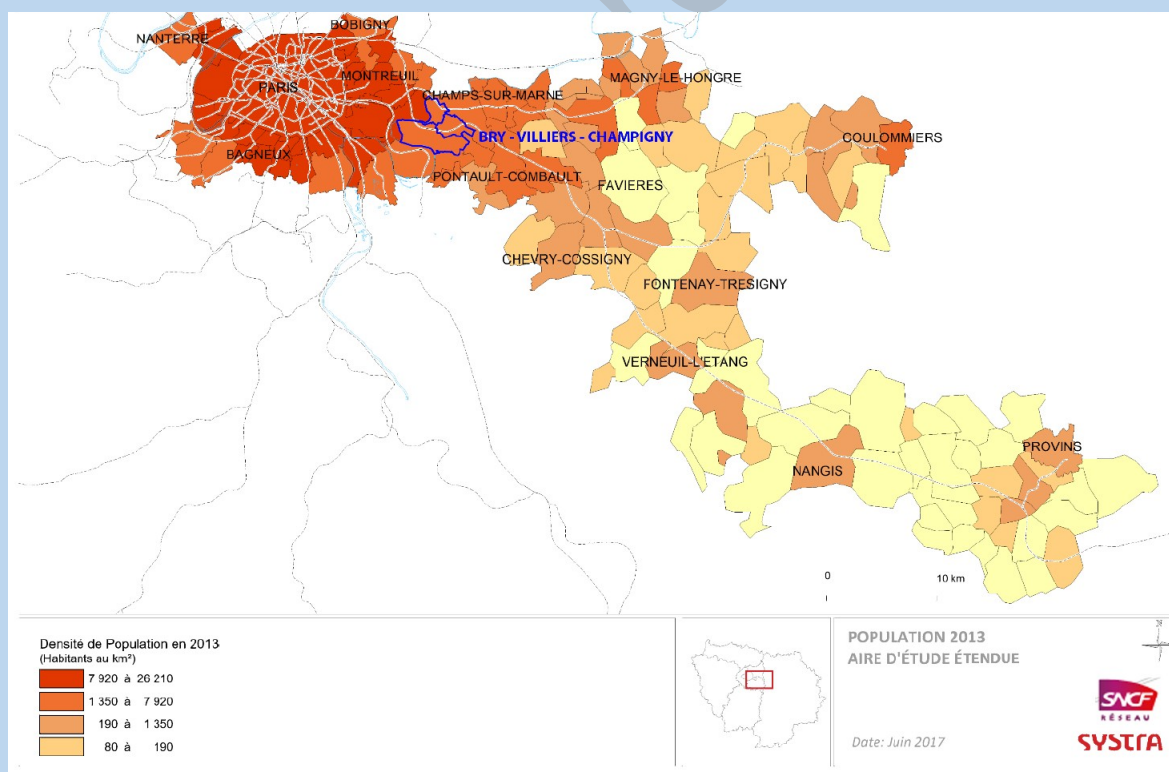 BOBIGNY
NANTERRE
MONTREUIL
MAGNY-LE-HONGRE
PARIS
CHAMPS-SUR-MARNE
BRY - VILLIERS - CHAMPIGNY
COULOMMIERS
BAGNEUX
PONTAULT-COMBAULT
FAVIERES
CHEVRY-COSSIGNY
FONTENAY-TRESIGNY
VERNEUIL-L'ETANG
PROVINS
NANGIS
0 10 km
Densité de Population en 2013
(Habitants au km²)
7 920 à 26 210
1 350 à 7 920
190 à 1 350
80 à 190
POPULATION 2013
AIRE D'ÉTUDE ÉTENDUE
Date: Juin 2017
SNCF
RÉSEAU
SYSTRA